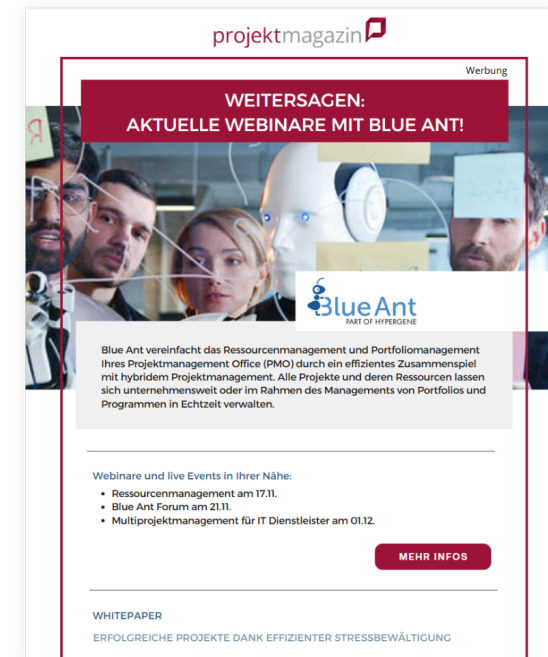 projektmagazin
Werbung
WEITERSAGEN:
AKTUELLE WEBINARE MIT BLUE ANT!
Blue Ant
PART OF HYPERGENE
Blue Ant vereinfacht das Ressourcenmanagement und Portfoliomanagement
Ihres Projektmanagement Office (PMO) durch ein effizientes Zusammenspiel
mit hybridem Projektmanagement. Alle Projekte und deren Ressourcen lassen
sich unternehmensweit oder im Rahmen des Managements von Portfolios und
Programmen in Echtzeit verwalten.
Webinare und live Events in Ihrer Nähe:
• Ressourcenmanagement am 17.11.
• Blue Ant Forum am 21.11.
• Multiprojektmanagement für IT Dienstleister am 01.12.
MEHR INFOS
WHITEPAPER
ERFOLGREICHE PROJEKTE DANK EFFIZIENTER STRESSBEWÄLTIGUNG